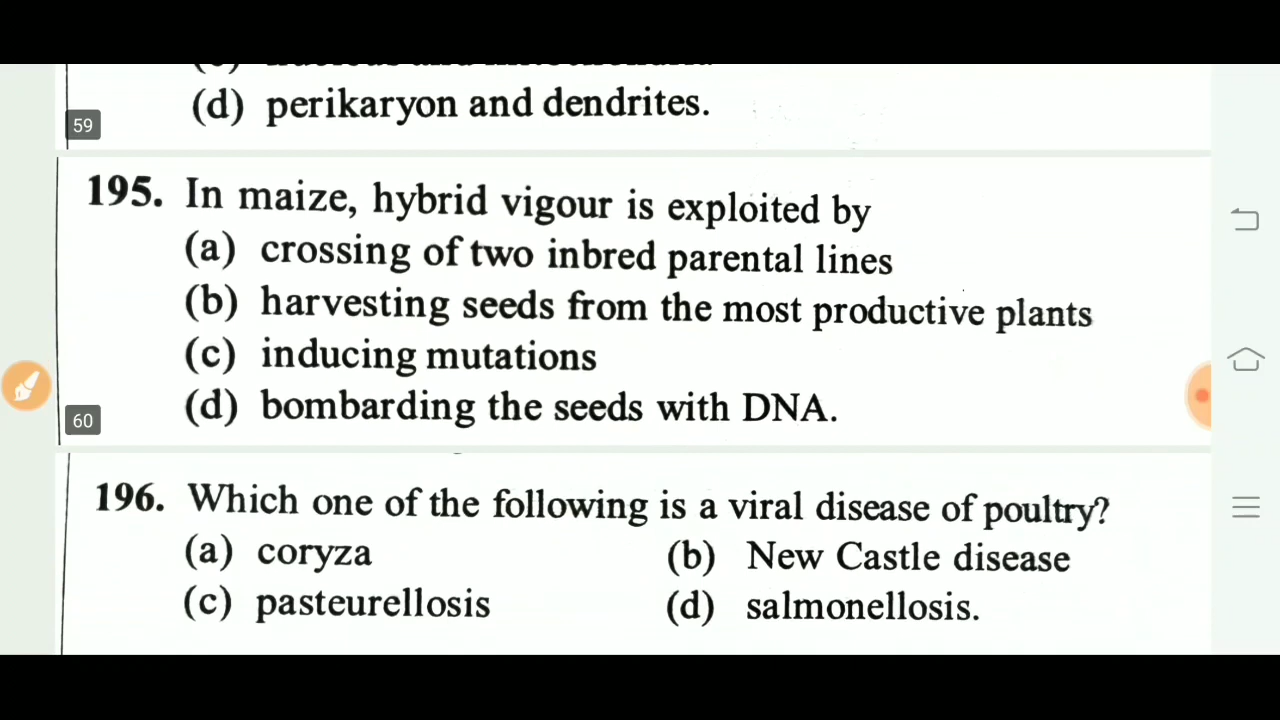 (d) perikaryon and dendrites.
59
195. In maize, hybrid vigour is exploited by
(a) crossing of two inbred parental lines
(b) harvesting seeds from the most productive plants
(c) inducing mutations
(d) bombarding the seeds with DNA.
60
196. Which one of the following is a viral disease of poultry?
(a) coryza (b) New Castle disease
(c) pasteurellosis (d) salmonellosis.